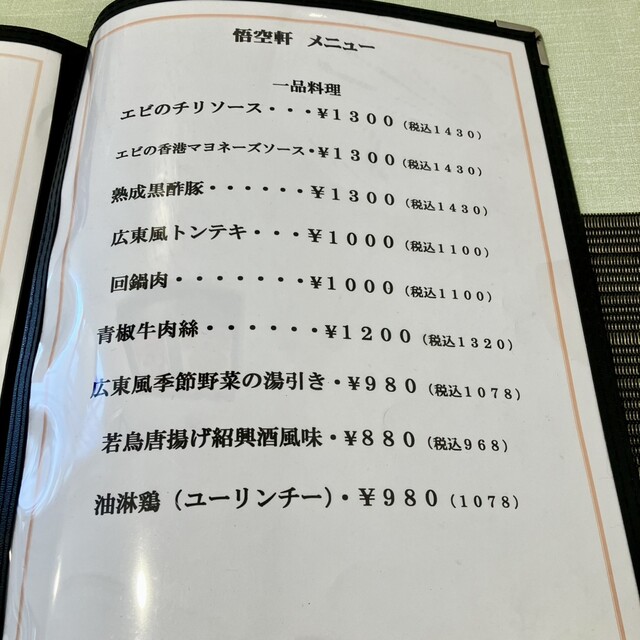 悟空軒 メニュー
一品料理
エビのチリソース・・・¥1300(税込1430)
エビの香港マヨネーズソース・¥1300(税込1430)
熟成黒酢豚・・・・・・¥1300(税込1430)
広東風トンテキ・・・¥1000(税込1100)
回鍋肉・・・・・・・¥1000(税込1100)
青椒牛肉絲・・・・・・¥1200(税込1320)
広東風季節野菜の湯引き・¥980(税込1078)
若鳥唐揚げ紹興酒風味・¥880(税込968)
油淋鶏(ユーリンチー)・¥980(1078)